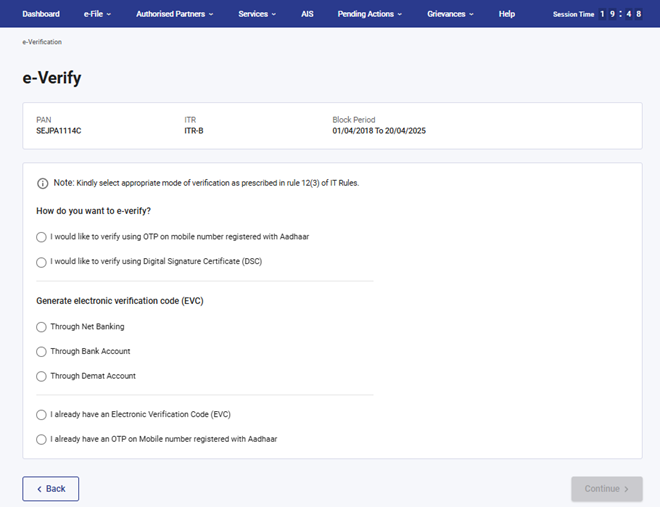 Dashboard e-File Authorised Partners Services AIS Pending Actions Grievances Help Session Time 1 9 : 4 8
e-Verification
e-Verify
PAN ITR Block Period
SEJPA1114C ITR-B 01/04/2018 To 20/04/2025
Note: Kindly select appropriate mode of verification as prescribed in rule 12(3) of IT Rules.
How do you want to e-verify?
I would like to verify using OTP on mobile number registered with Aadhaar
I would like to verify using Digital Signature Certificate (DSC)
Generate electronic verification code (EVC)
Through Net Banking
Through Bank Account
Through Demat Account
I already have an Electronic Verification Code (EVC)
I already have an OTP on Mobile number registered with Aadhaar
< Back Continue >